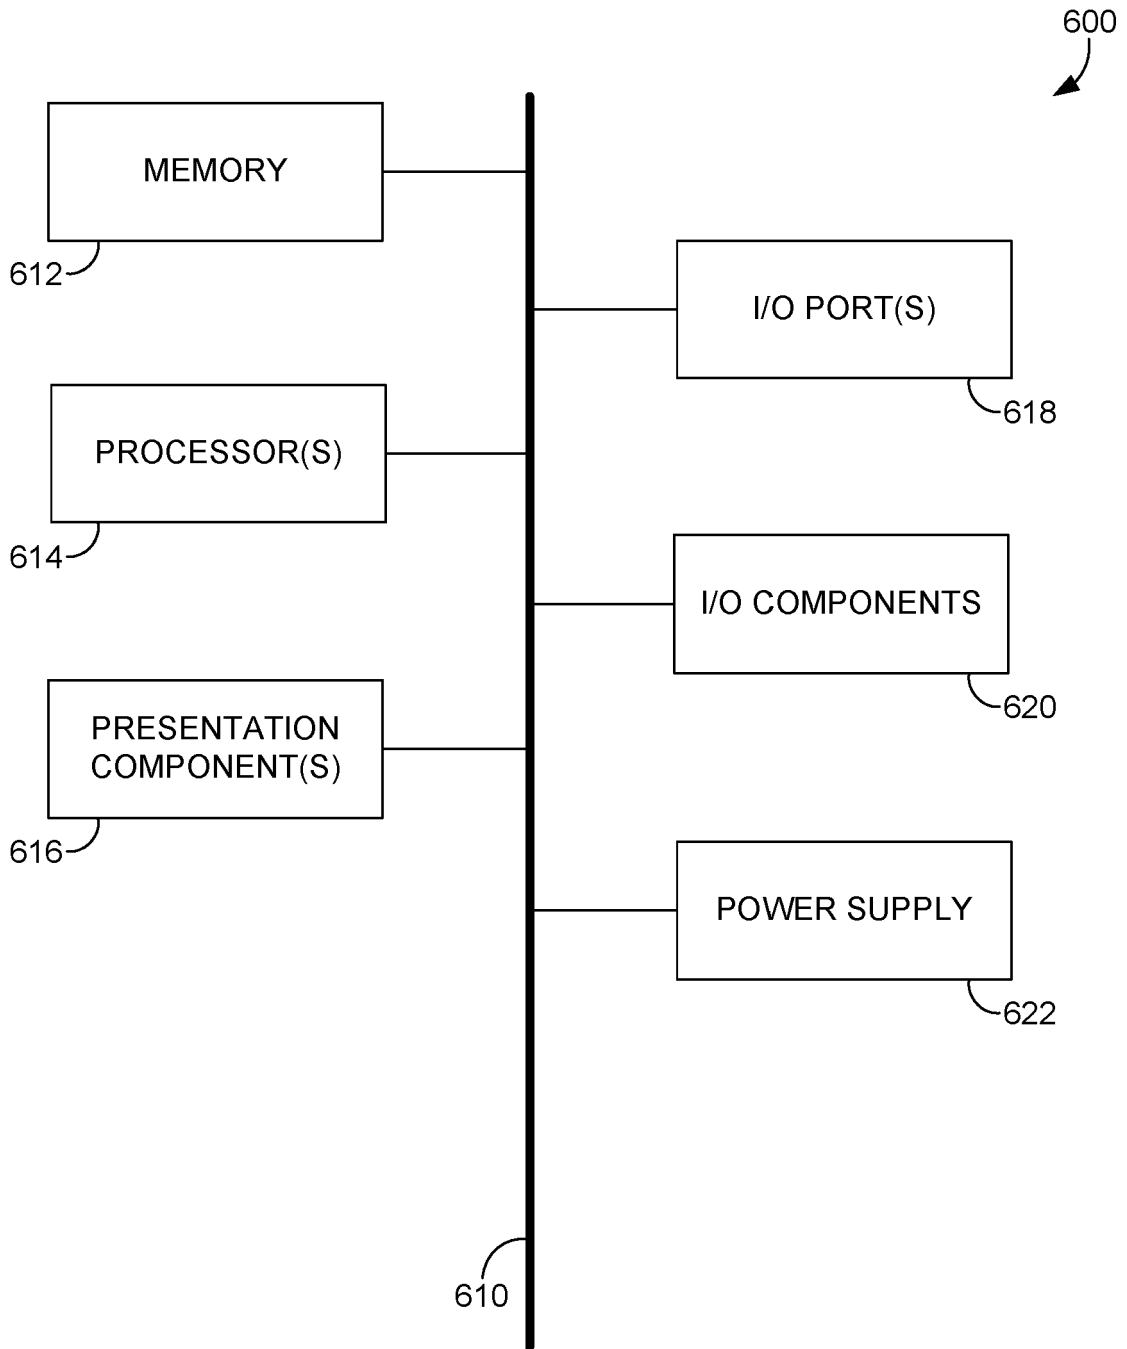 600
MEMORY
612
I/O PORT(S)
618
PROCESSOR(S)
614
I/O COMPONENTS
620
PRESENTATION
COMPONENT(S)
616
POWER SUPPLY
622
610